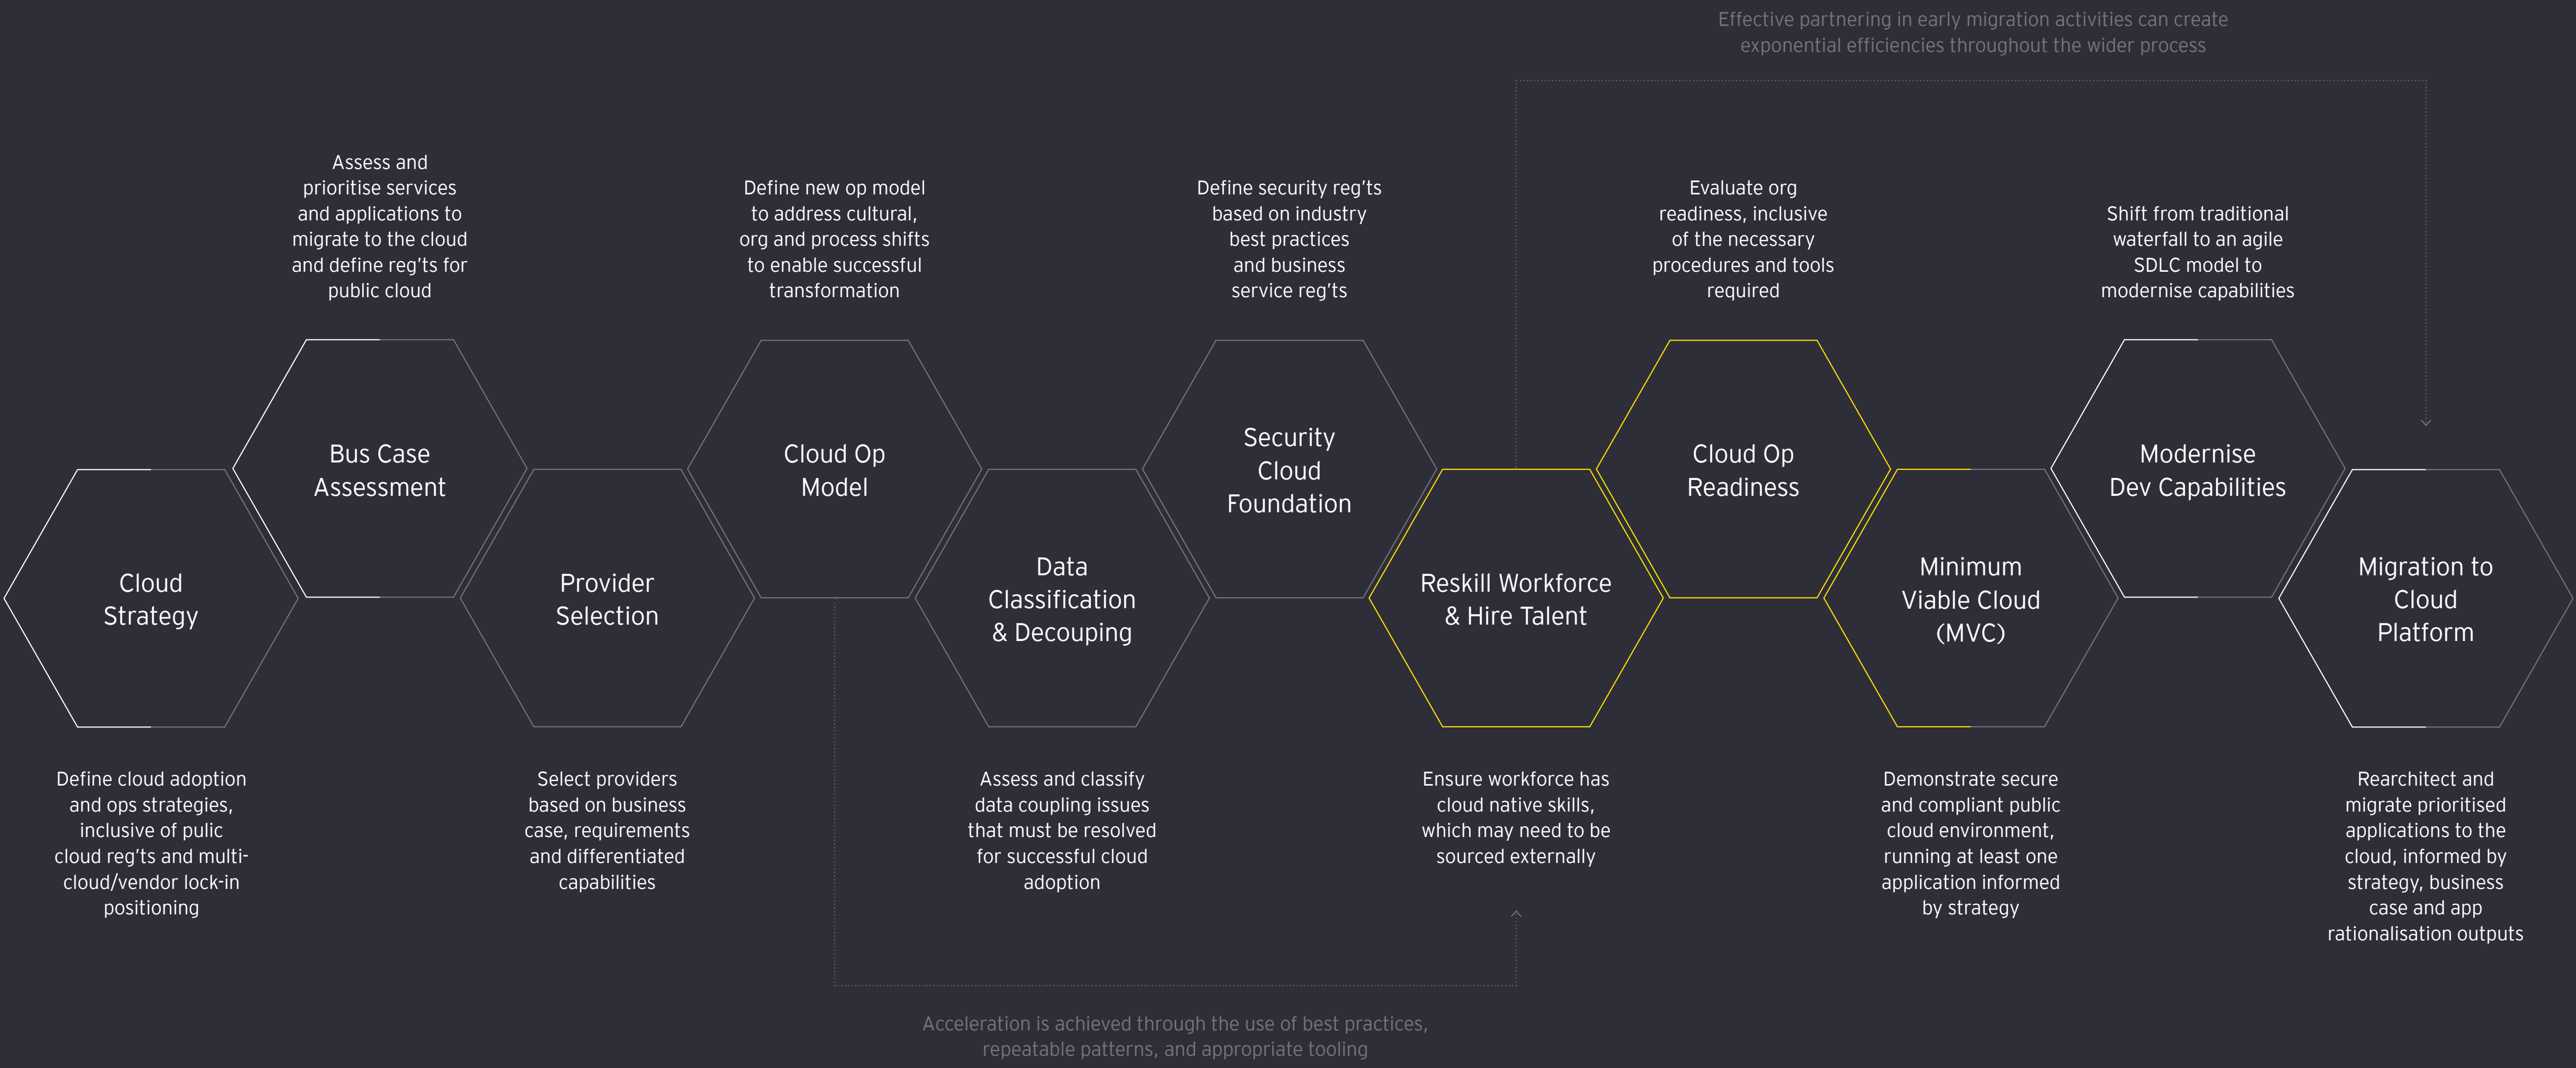 Effective partnering in early migration activities can create
exponential efficiencies throughout the wider process
Assess and
prioritise services
and applications to
migrate to the cloud
and define reg'ts for
public cloud
Define new op model
to address cultural,
org and process shifts
to enable successful
transformation
Define security reg'ts
based on industry
best practices
and business
service reg'ts
Evaluate org
readiness, inclusive
of the necessary
procedures and tools
required
Shift from traditional
waterfall to an agile
SDLC model to
modernise capabilities
Cloud
Strategy
Bus Case
Assessment
Provider
Selection
Cloud Op
Model
Data
Classification
& Decouping
Security
Cloud
Foundation
Reskill Workforce
& Hire Talent
Cloud Op
Readiness
Minimum
Viable Cloud
(MVC)
Modernise
Dev Capabilities
Migration to
Cloud
Platform
Define cloud adoption
and ops strategies,
inclusive of pulic
cloud reg'ts and multi-
cloud/vendor lock-in
positioning
Select providers
based on business
case, requirements
and differentiated
capabilities
Assess and classify
data coupling issues
that must be resolved
for successful cloud
adoption
Ensure workforce has
cloud native skills,
which may need to be
sourced externally
Demonstrate secure
and compliant public
cloud environment,
running at least one
application informed
by strategy
Rearchitect and
migrate prioritised
applications to the
cloud, informed by
strategy, business
case and app
rationalisation outputs
Acceleration is achieved through the use of best practices,
repeatable patterns, and appropriate tooling